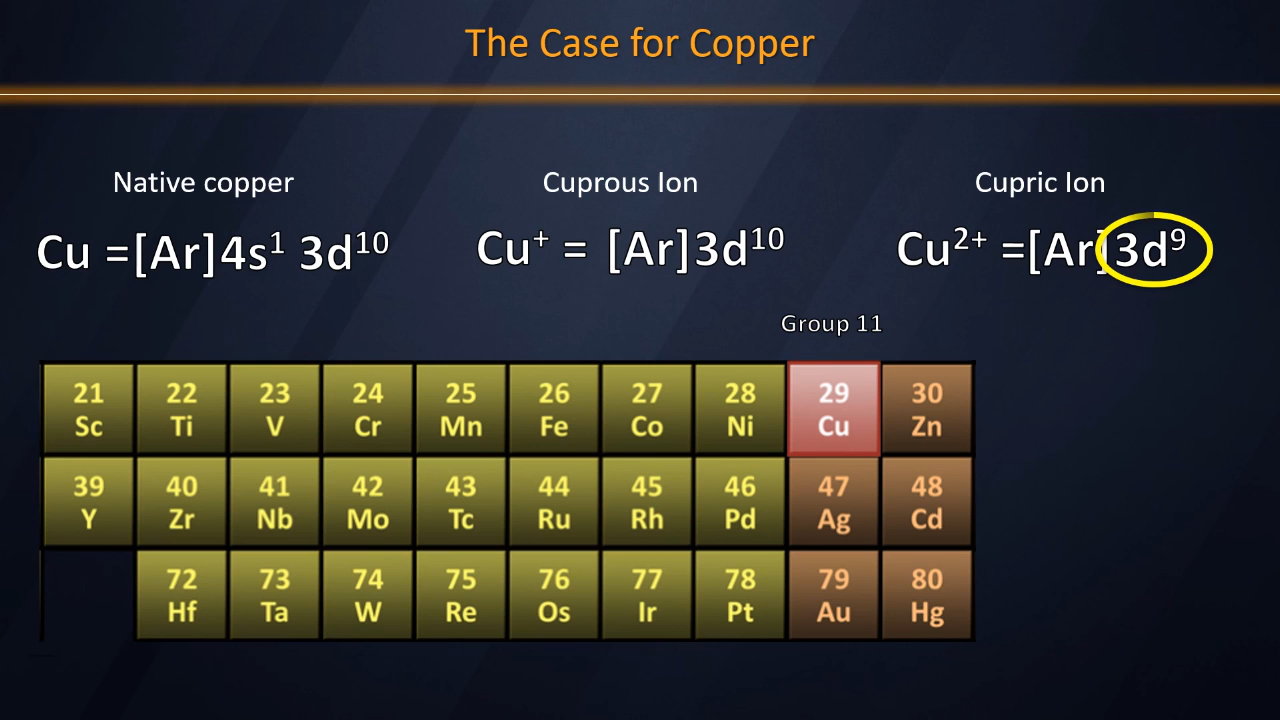 The Case for Copper
Native copper
Cuprous Ion
Cupric Ion
Cu =[Ar]4s¹ 3d¹⁰
Cu⁺ = [Ar]3d¹⁰
Cu²⁺ =[Ar]3d⁹
Group 11
21 22 23 24 25 26 27 28 29 30
Sc Ti V Cr Mn Fe Co Ni Cu Zn
39 40 41 42 43 44 45 46 47 48
Y Zr Nb Mo Tc Ru Rh Pd Ag Cd
72 73 74 75 76 77 78 79 80
Hf Ta W Re Os Ir Pt Au Hg